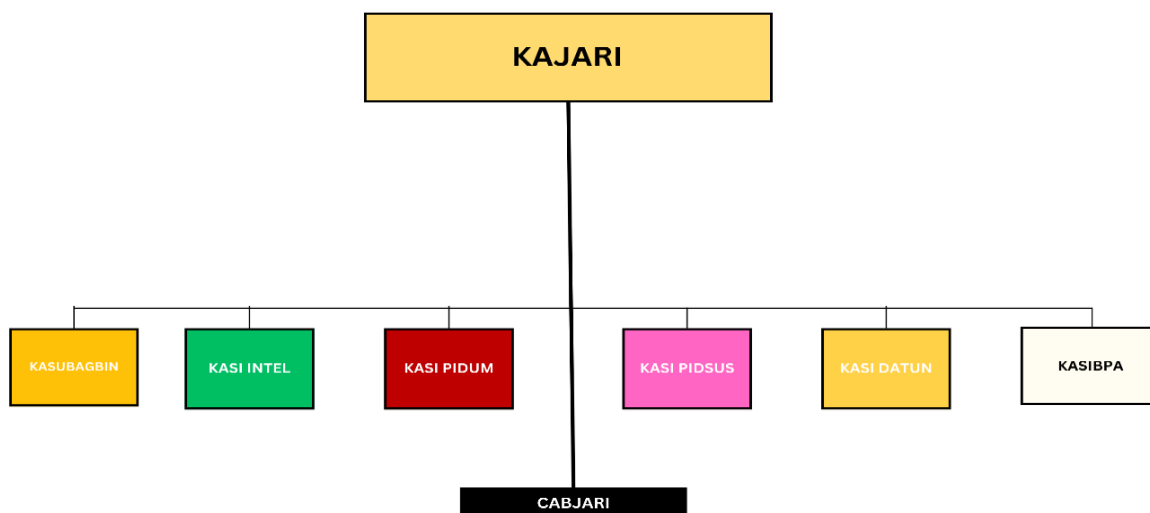 KAJARI
KASUBAGBIN
KASI INTEL
KASI PIDUM
KASI PIDSUS
KASI DATUN
KASIBPA
CABJARI